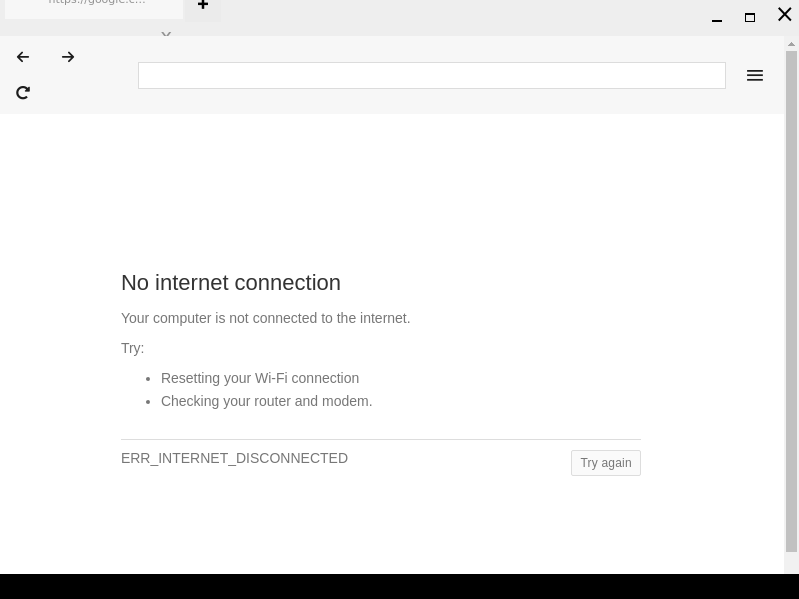 https://google.c...
No internet connection
Your computer is not connected to the internet.
Try:
Resetting your Wi-Fi connection
Checking your router and modem.
ERR_INTERNET_DISCONNECTED
Try again